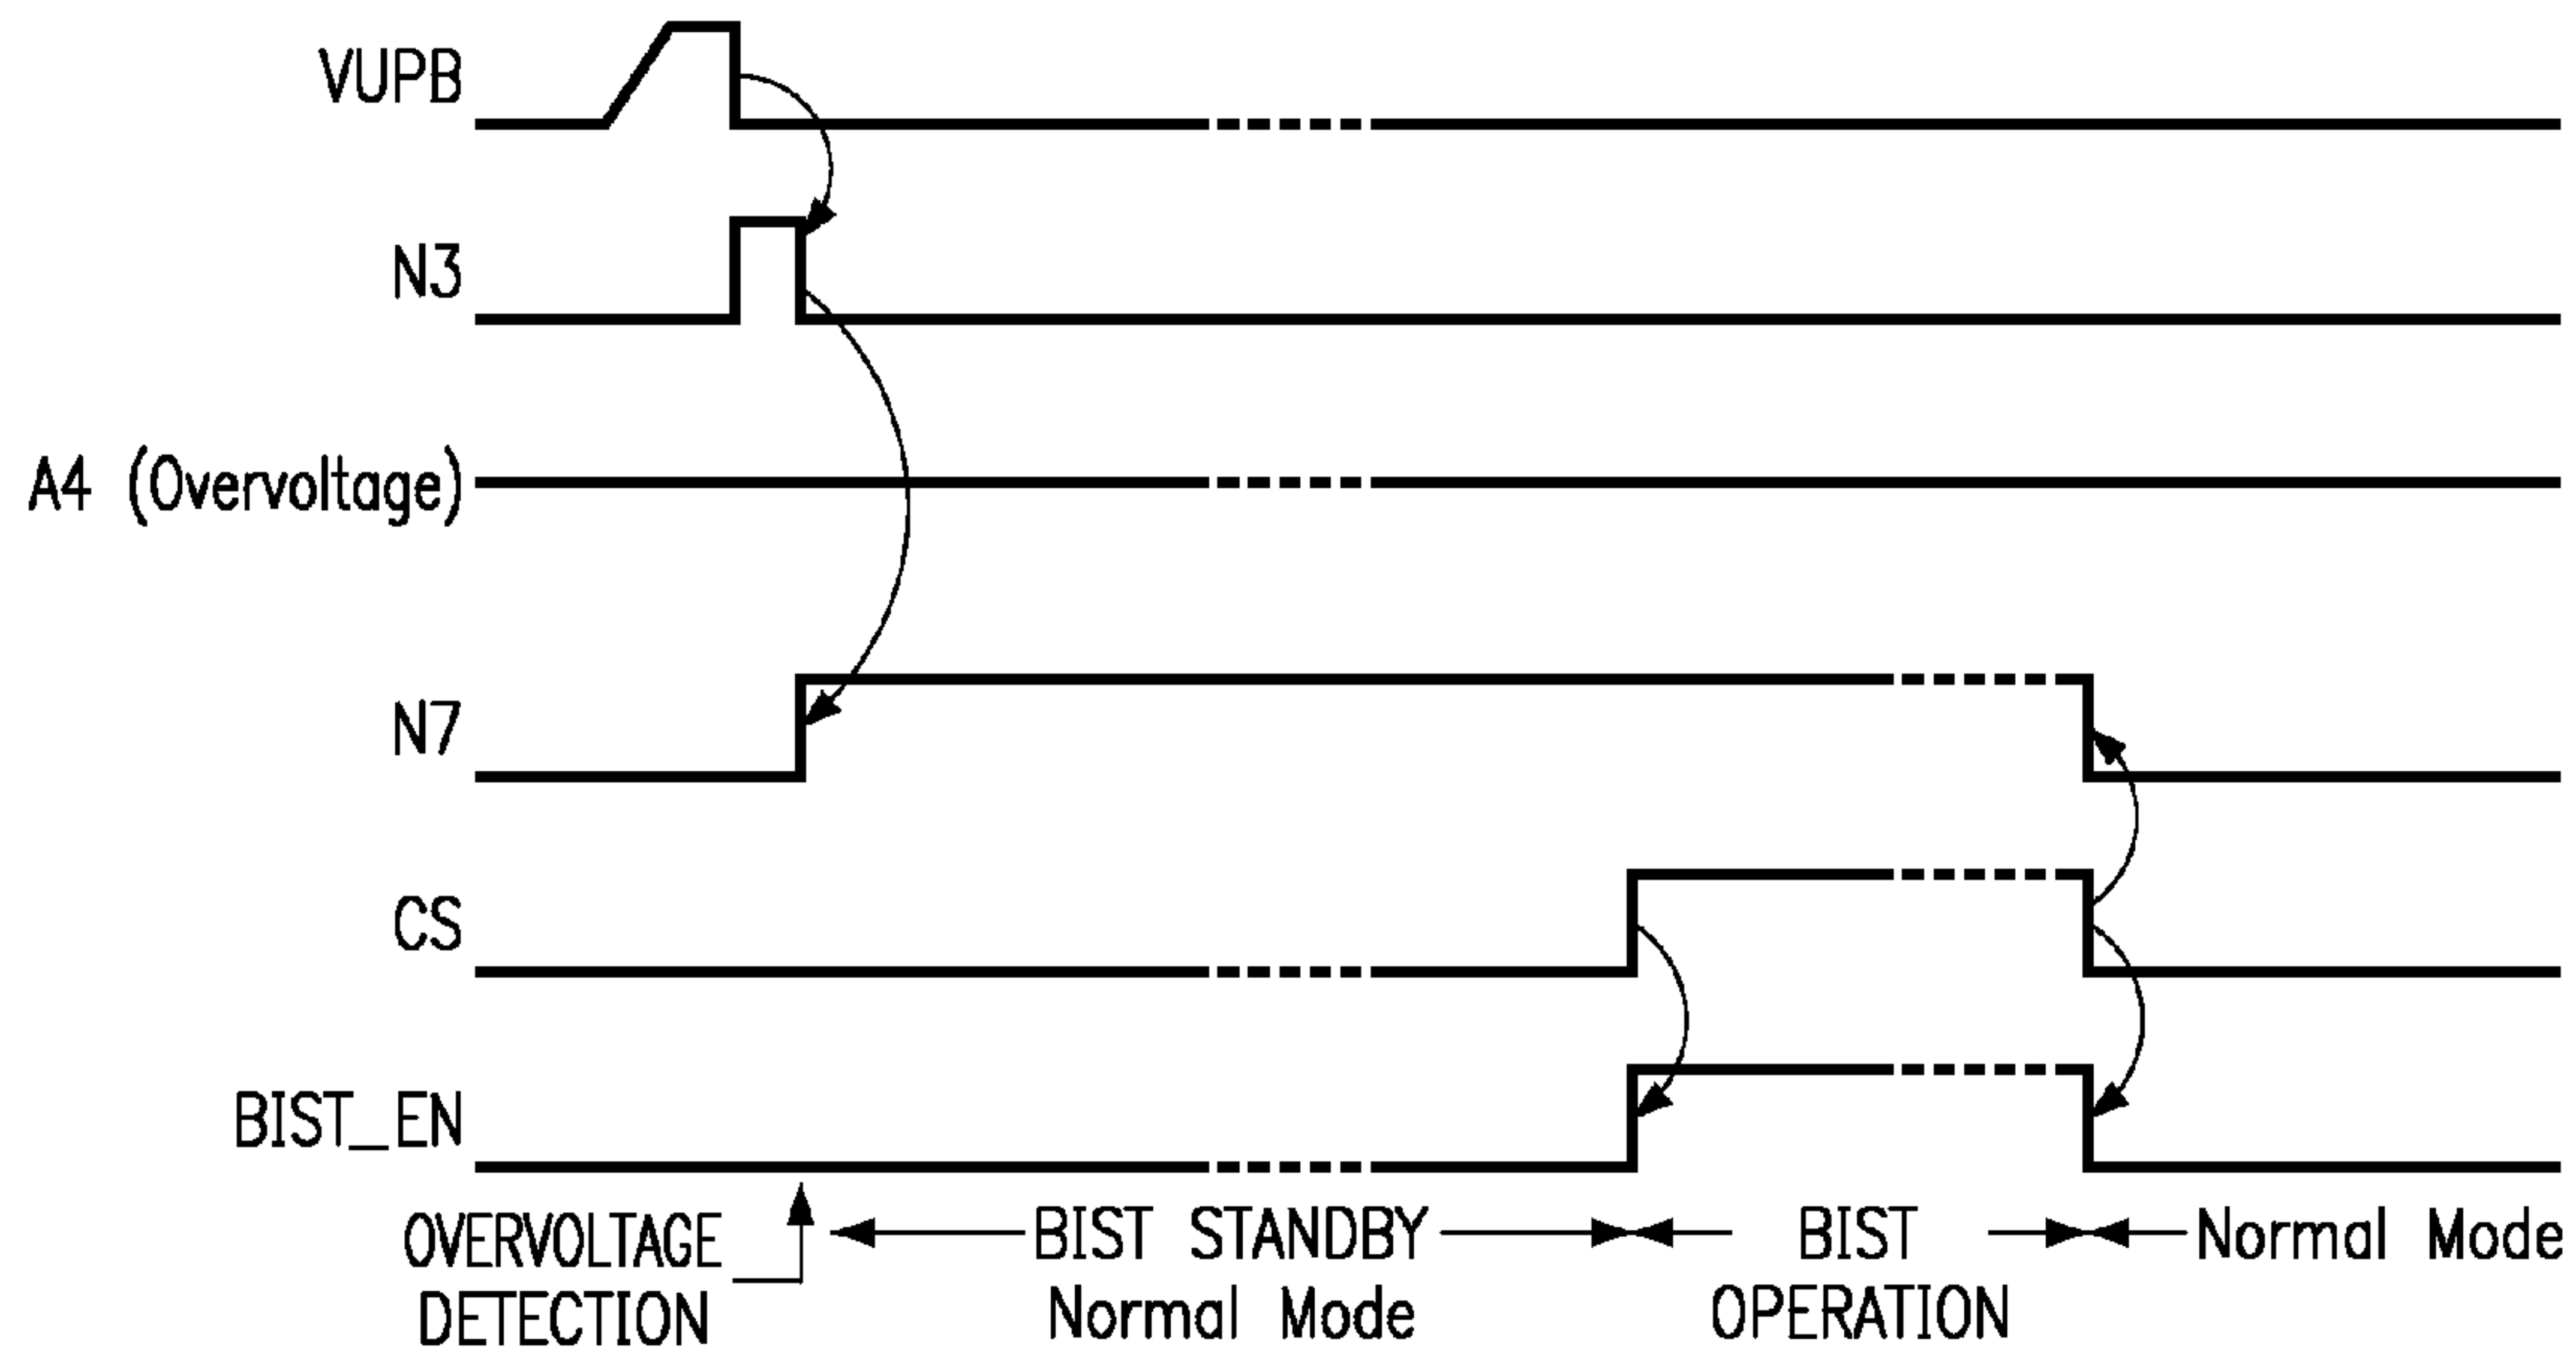 VUPB
N3
A4 (Overvoltage)
N7
CS
BIST_EN
OVERVOLTAGE
DETECTION
BIST STANDBY
Normal Mode
BIST
OPERATION
Normal Mode